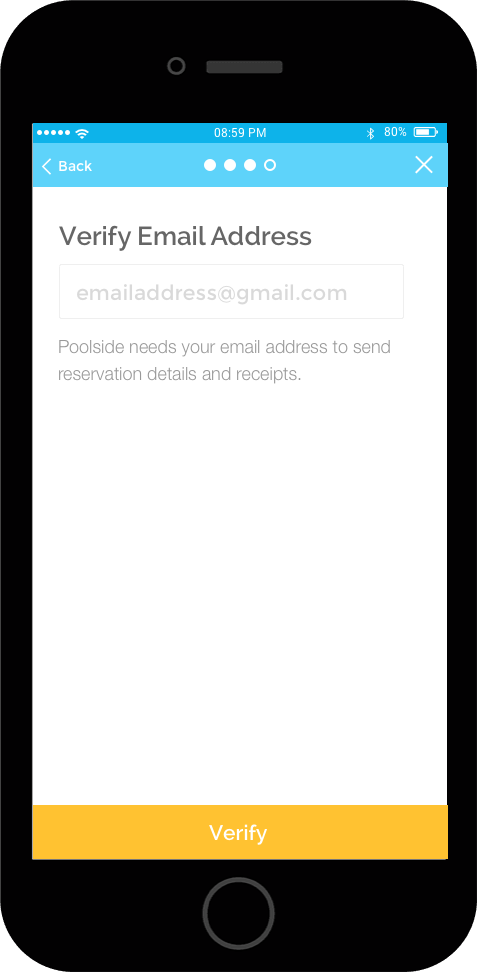 08:59 PM
80%
Back
Verify Email Address
emailaddress@gmail.com
Poolside needs your email address to send
reservation details and receipts.
Verify